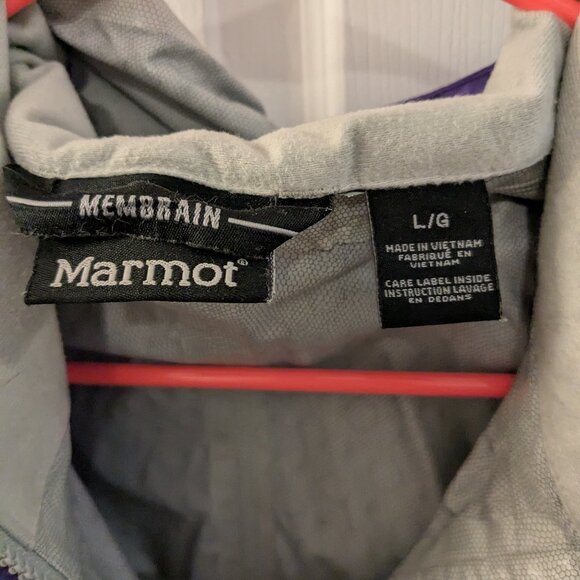 MEMBRAIN
Marmot®
L/G
MADE IN VIETNAM
FABRIQUÉ EN
VIETNAM
CARE LABEL INSIDE
INSTRUCTION LAVAGE
EN DEDANS